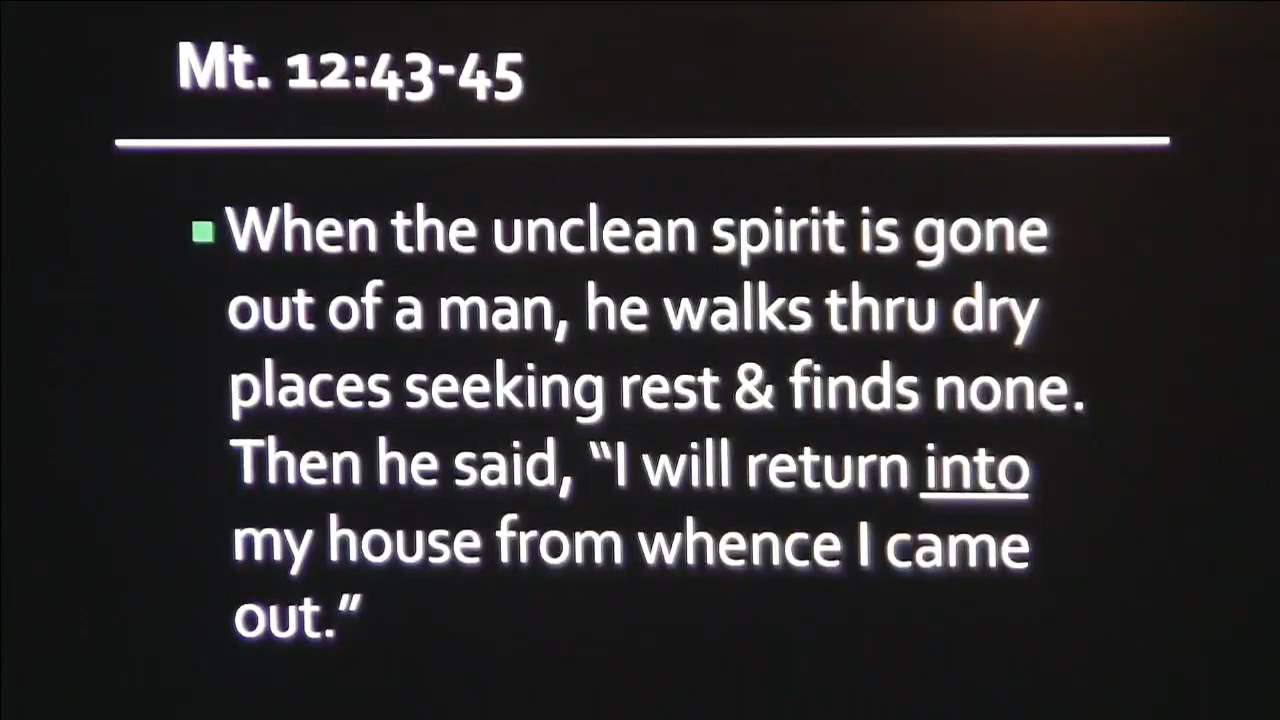 Mt. 12:43-45
When the unclean spirit is gone
out of a man, he walks thru dry
places seeking rest & finds none.
Then he said, “I will return into
my house from whence I came
out.”